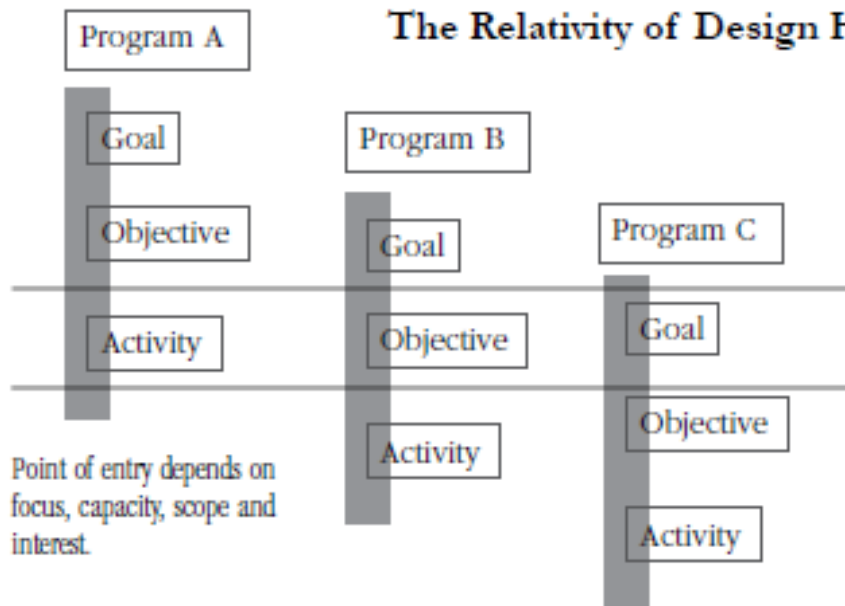 The Relativity of Design
Program A
Goal
Objective
Activity
Point of entry depends on
focus, capacity, scope and
interest.
Program B
Goal
Objective
Activity
Program C
Goal
Objective
Activity